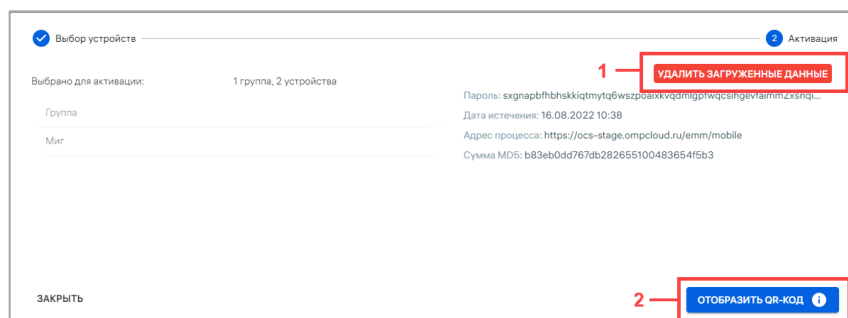 Выбор устройств
2 Активация
1
УДАЛИТЬ ЗАГРУЖЕННЫЕ ДАННЫЕ
Выбрано для активации: 1 группа, 2 устройства
Пароль:
Группа
Дата истечения: 16.08.2022 10:38
Адрес процесса: https://ocs-stage.ompcloud.ru/emm/mobile
Миг
Сумма MD5: b83eb0dd767db282655100483654f5b3
ЗАКРЫТЬ
2
ОТОБРАЗИТЬ QR-КОД i